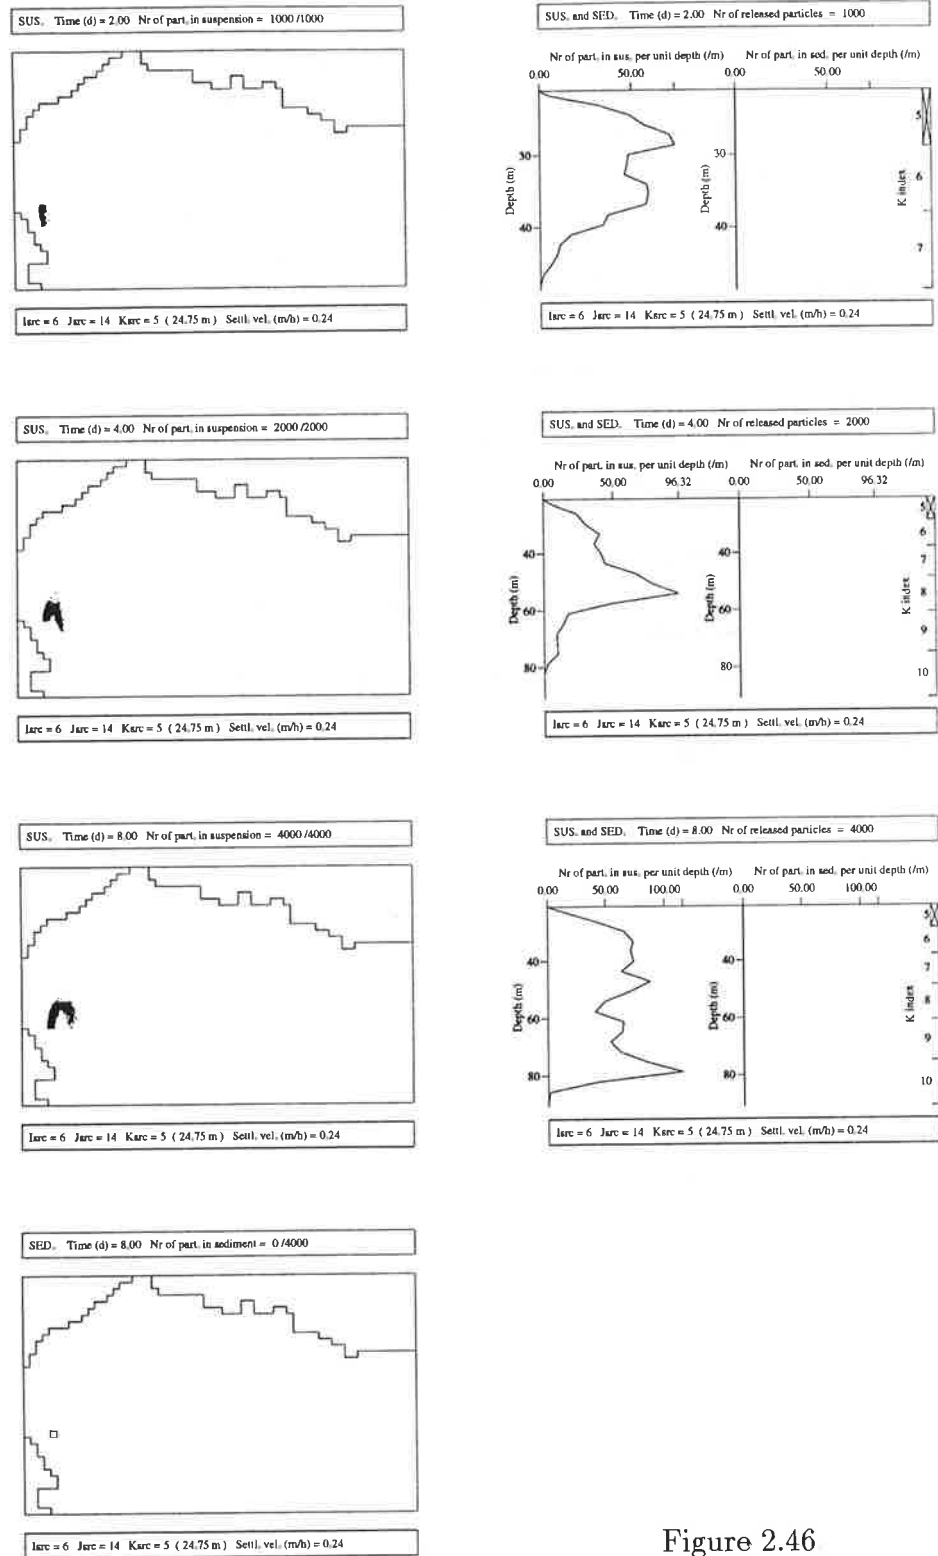 SUS. Time (d) = 2.00 Nr of part. in suspension = 1000 /1000
Isrc = 6 Jsrc = 14 Ksrc = 5 ( 24.75 m ) Settl. vel. (m/h) = 0.24
SUS. and SED. Time (d) = 2.00 Nr of released particles = 1000
Nr of part. in sus. per unit depth (/m) Nr of part. in sed. per unit depth (/m)
0.00 50.00 0.00 50.00
Depth (m)
30
40
Depth (m)
30
40
K index
5
6
7
Isrc = 6 Jsrc = 14 Ksrc = 5 ( 24.75 m ) Settl. vel. (m/h) = 0.24
SUS. Time (d) = 4.00 Nr of part. in suspension = 2000 /2000
Isrc = 6 Jsrc = 14 Ksrc = 5 ( 24.75 m ) Settl. vel. (m/h) = 0.24
SUS. and SED. Time (d) = 4.00 Nr of released particles = 2000
Nr of part. in sus. per unit depth (/m) Nr of part. in sed. per unit depth (/m)
0.00 50.00 96.32 0.00 50.00 96.32
Depth (m)
40
60
80
Depth (m)
40
60
80
K index
5
6
7
8
9
10
Isrc = 6 Jsrc = 14 Ksrc = 5 ( 24.75 m ) Settl. vel. (m/h) = 0.24
SUS. Time (d) = 8.00 Nr of part. in suspension = 4000 /4000
Isrc = 6 Jsrc = 14 Ksrc = 5 ( 24.75 m ) Settl. vel. (m/h) = 0.24
SUS. and SED. Time (d) = 8.00 Nr of released particles = 4000
Nr of part. in sus. per unit depth (/m) Nr of part. in sed. per unit depth (/m)
0.00 50.00 100.00 0.00 50.00 100.00
Depth (m)
40
60
80
Depth (m)
40
60
80
K index
5
6
7
8
9
10
Isrc = 6 Jsrc = 14 Ksrc = 5 ( 24.75 m ) Settl. vel. (m/h) = 0.24
SED. Time (d) = 8.00 Nr of part. in sediment = 0 /4000
Isrc = 6 Jsrc = 14 Ksrc = 5 ( 24.75 m ) Settl. vel. (m/h) = 0.24
Figure 2.46